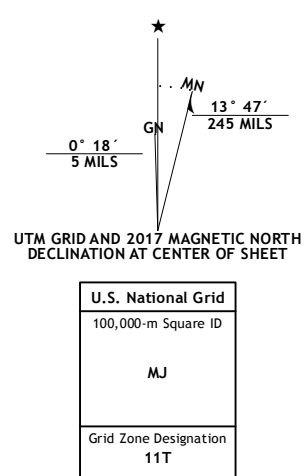 ★
MN
GN
13° 47´
245 MILS
0° 18´
5 MILS
UTM GRID AND 2017 MAGNETIC NORTH
DECLINATION AT CENTER OF SHEET
U.S. National Grid
100,000-m Square ID
MJ
Grid Zone Designation
11T